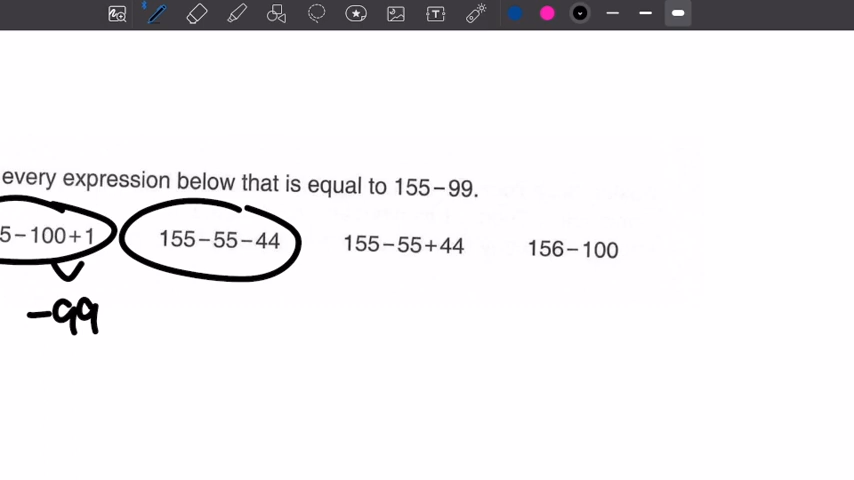 every expression below that is equal to 155−99.
5−100+1 155−55−44 155−55+44 156−100
−99